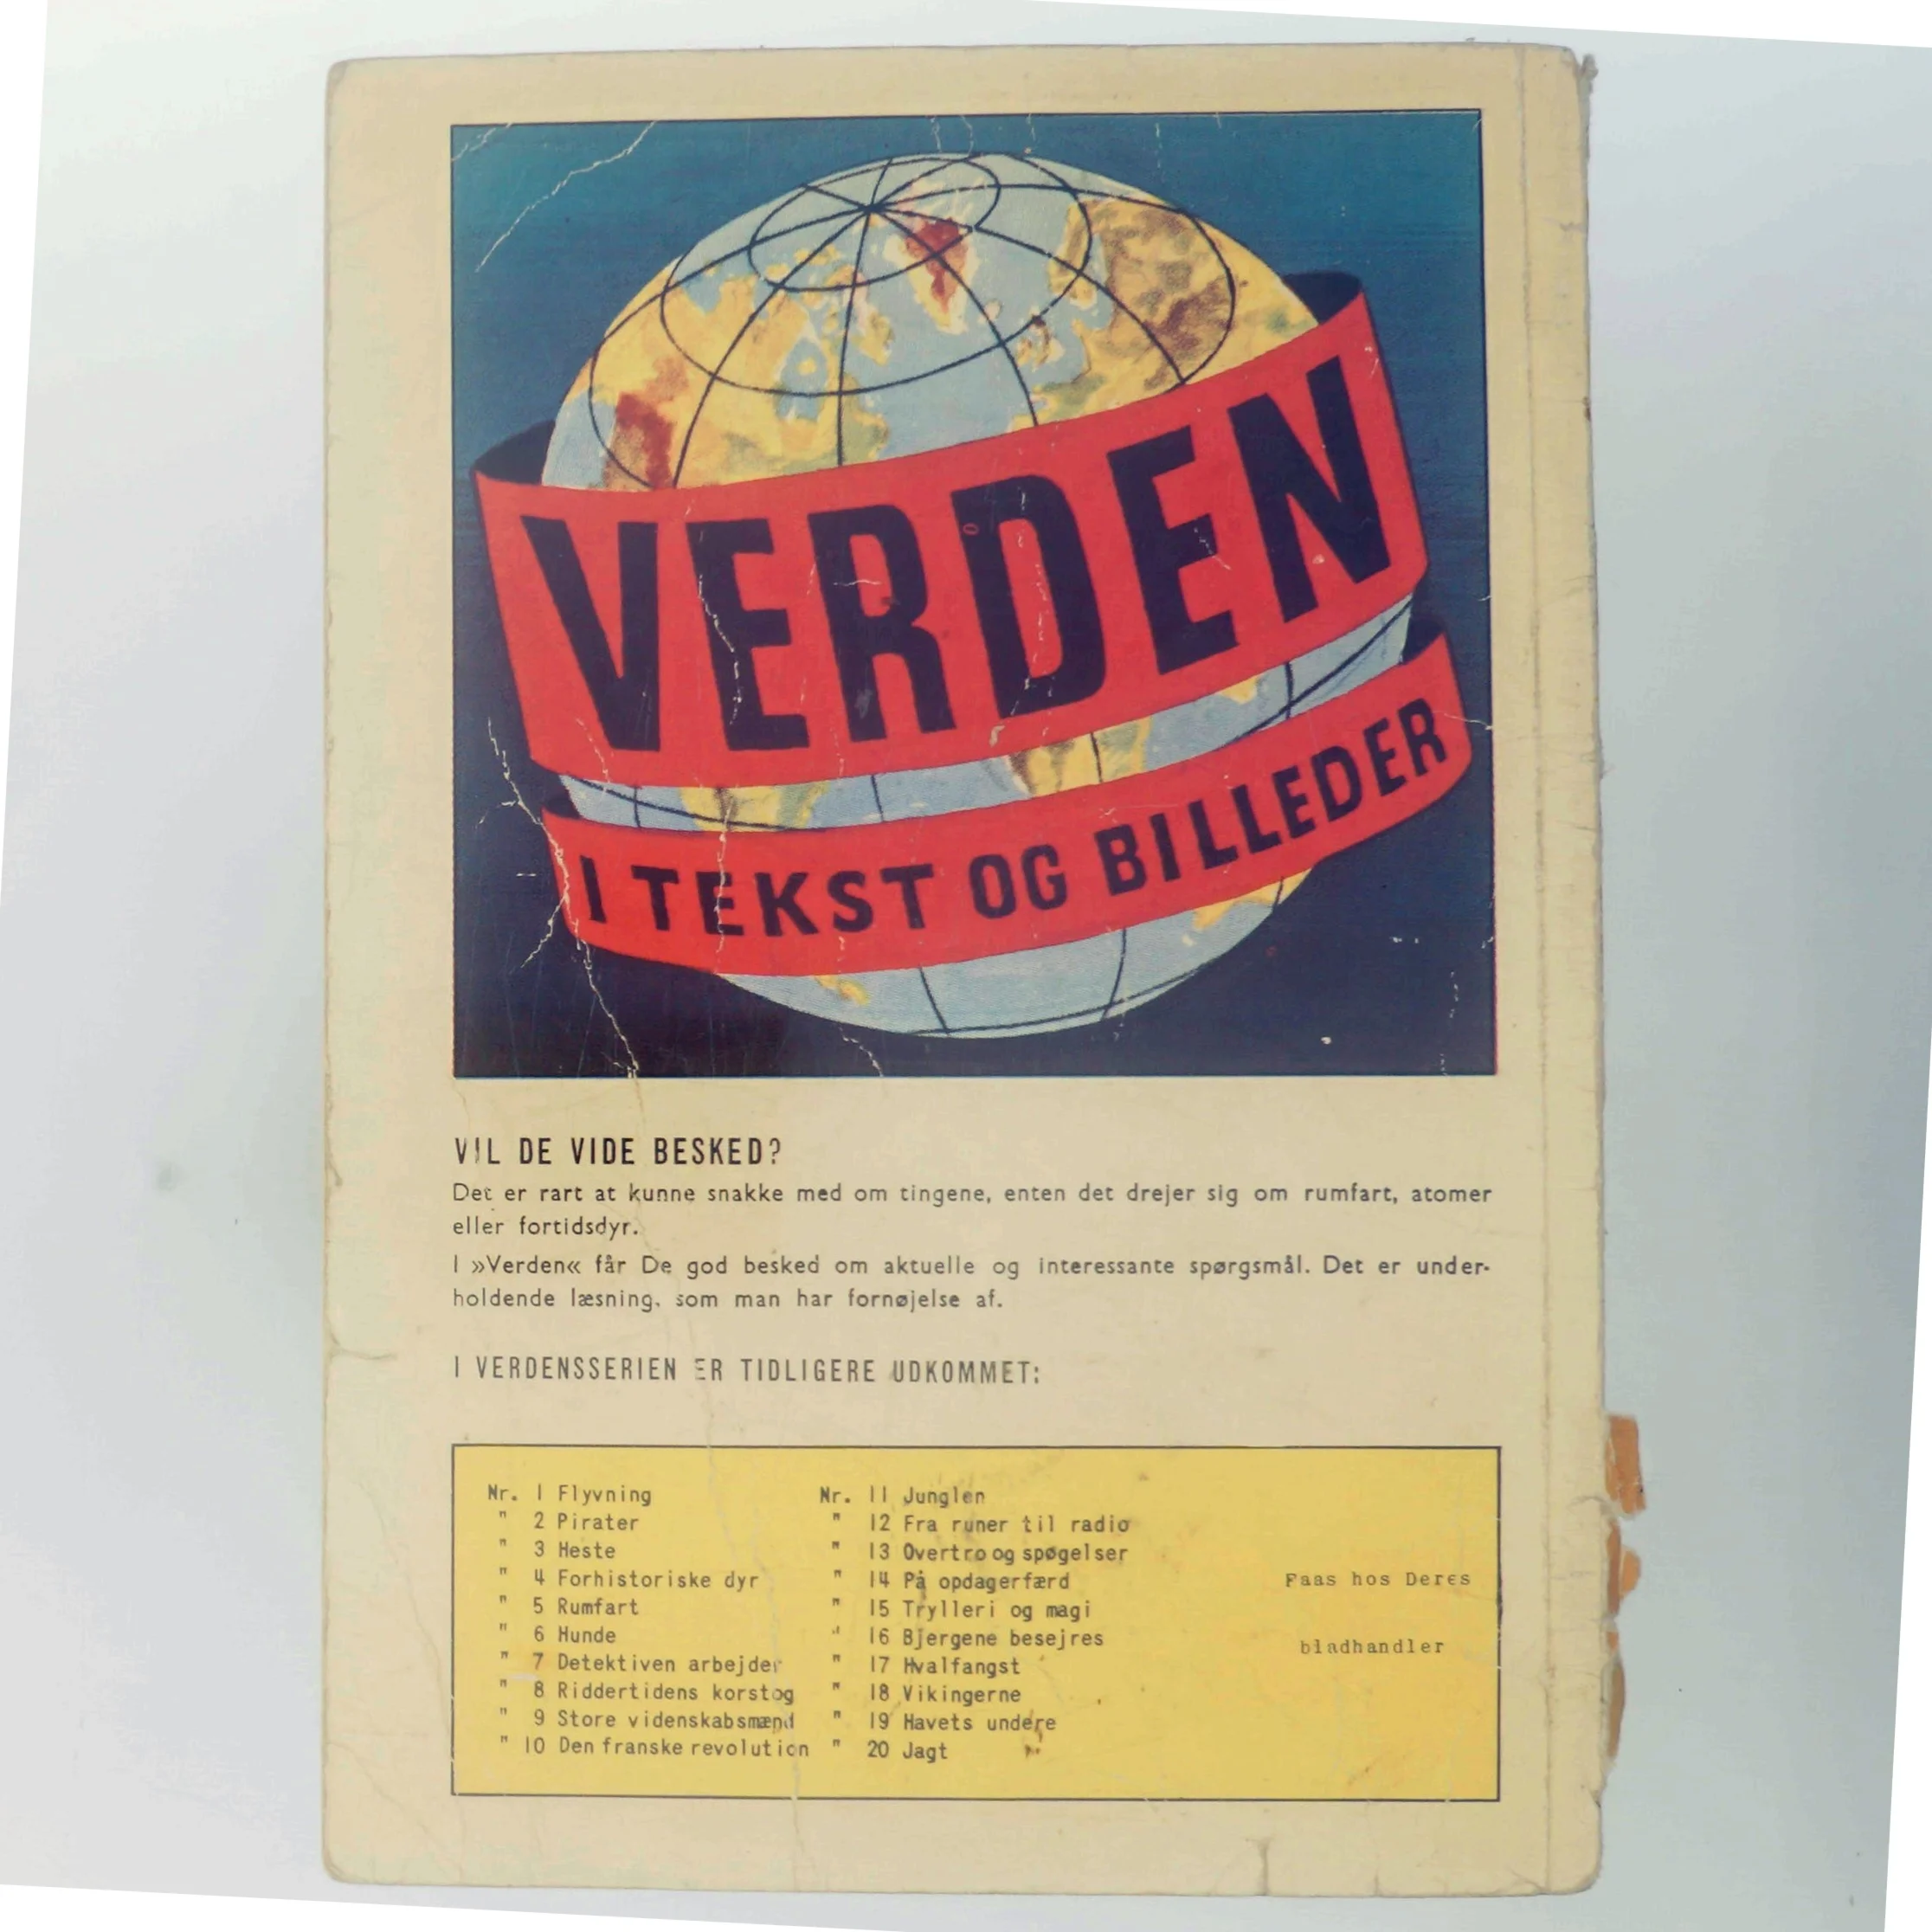 VERDEN
I TEKST OG BILLEDER
VIL DE VIDE BESKED?
Det er rart at kunne snakke med om tingene, enten det drejer sig om rumfart, atomer
eller fortidsdyr.
I »Verden« får De god besked om aktuelle og interessante spørgsmål. Det er under-
holdende læsning, som man har fornøjelse af.
I VERDENSSERIEN ER TIDLIGERE UDKOMMET:
Nr. 1 Flyvning
" 2 Pirater
" 3 Heste
" 4 Forhistoriske dyr
" 5 Rumfart
" 6 Hunde
" 7 Detektiven arbejder
" 8 Riddertidens korstog
" 9 Store videnskabsmænd
" 10 Den franske revolution
Nr. 11 Junglen
" 12 Fra runer til radio
" 13 Overtro og spøgelser
" 14 På opdagerfærd
" 15 Trylleri og magi
" 16 Bjergene besejres
" 17 Hvalfangst
" 18 Vikingerne
" 19 Havets undere
" 20 Jagt
Faas hos Deres
bladhandler